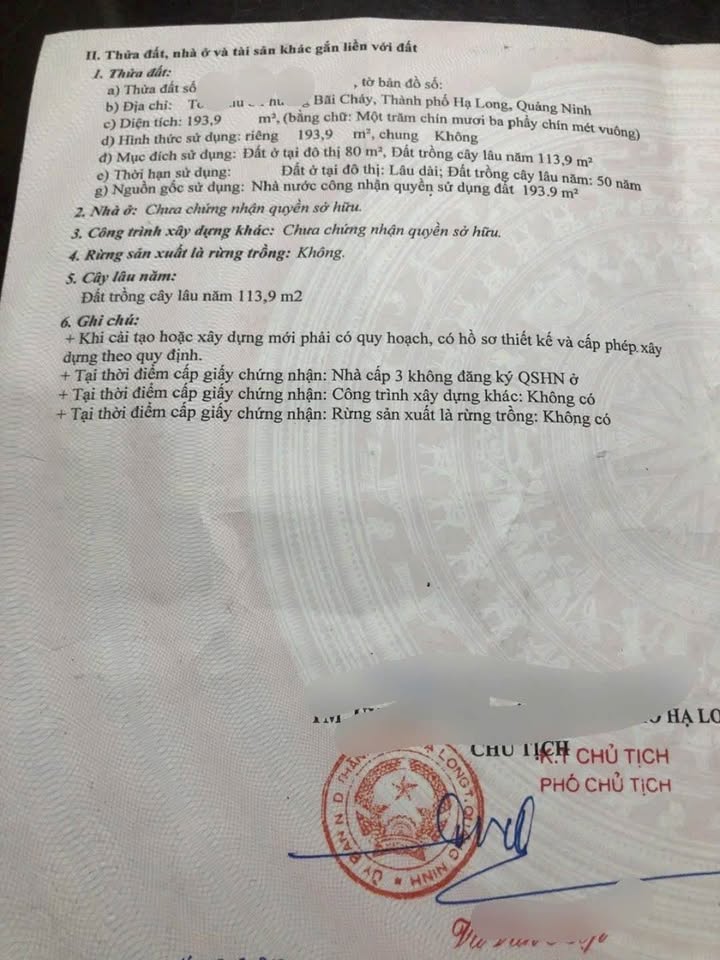 II. Thửa đất, nhà ở và tài sản khác gắn liền với đất
1. Thửa đất:
a) Thửa đất số , tờ bản đồ số:
b) Địa chỉ: Bãi Cháy, Thành phố Hạ Long, Quảng Ninh
c) Diện tích: 193,9 m², (bằng chữ: Một trăm chín mươi ba phẩy chín mét vuông)
d) Hình thức sử dụng: riêng 193,9 m², chung Không
đ) Mục đích sử dụng: Đất ở tại đô thị 80 m², Đất trồng cây lâu năm 113,9 m²
e) Thời hạn sử dụng: Đất ở tại đô thị: Lâu dài; Đất trồng cây lâu năm: 50 năm
g) Nguồn gốc sử dụng: Nhà nước công nhận quyền sử dụng đất 193.9 m²
2. Nhà ở: Chưa chứng nhận quyền sở hữu.
3. Công trình xây dựng khác: Chưa chứng nhận quyền sở hữu.
4. Rừng sản xuất là rừng trồng: Không.
5. Cây lâu năm:
Đất trồng cây lâu năm 113,9 m2
6. Ghi chú:
+ Khi cải tạo hoặc xây dựng mới phải có quy hoạch, có hồ sơ thiết kế và cấp phép xây
dựng theo quy định.
+ Tại thời điểm cấp giấy chứng nhận: Nhà cấp 3 không đăng ký QSHN ở
+ Tại thời điểm cấp giấy chứng nhận: Công trình xây dựng khác: Không có
+ Tại thời điểm cấp giấy chứng nhận: Rừng sản xuất là rừng trồng: Không có
HẠ LO
CHỦ TỊCH
K.T CHỦ TỊCH
PHÓ CHỦ TỊCH
ỦY BAN N.D THÀN LONG T. QUẢNG NINH